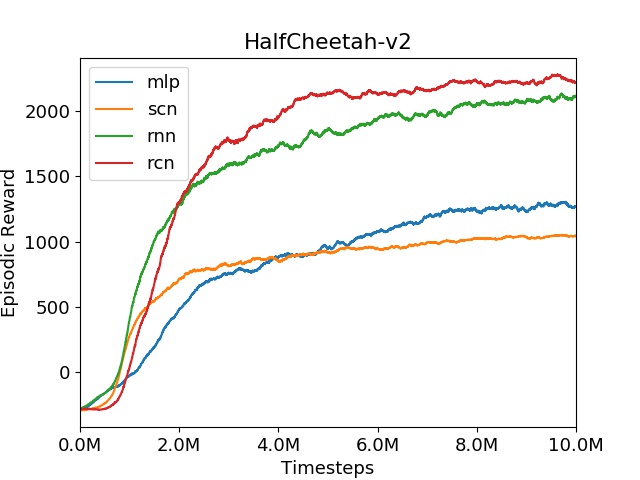 HalfCheetah-v2
mlp
scn
rnn
rcn
2000
1500
1000
500
0
Episodic Reward
0.0M 2.0M 4.0M 6.0M 8.0M 10.0M
Timesteps